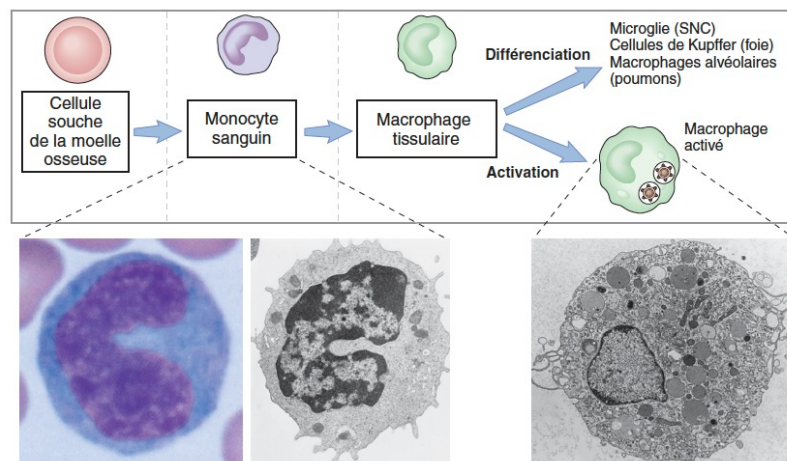 Cellule
souche
de la moelle
osseuse
Monocyte
sanguin
Macrophage
tissulaire
Différenciation
Microglie (SNC)
Cellules de Kupffer (foie)
Macrophages alvéolaires
(poumons)
Activation
Macrophage
activé